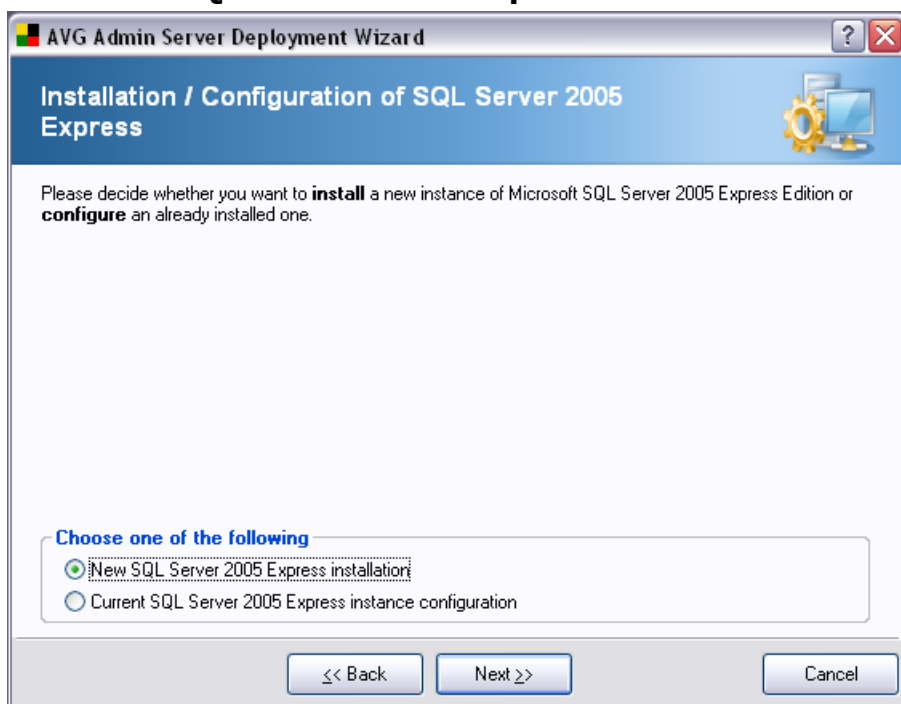 AVG Admin Server Deployment Wizard
Installation / Configuration of SQL Server 2005
Express
Please decide whether you want to install a new instance of Microsoft SQL Server 2005 Express Edition or
configure an already installed one.
Choose one of the following
New SQL Server 2005 Express installation
Current SQL Server 2005 Express instance configuration
<< Back
Next >>
Cancel